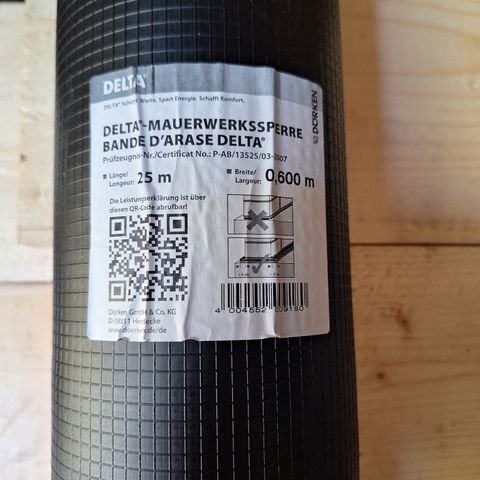 DELTA®
DELTA® Schützt Werte. Spart Energie. Schafft Komfort.
DÖRKEN
DELTA®-MAUERWERKSSPERRE
BANDE D'ARASE DELTA®
Prüfzeugnis-Nr./Certificat No.: P-AB/13525/03-2007
Länge/
Longeur: 25 m
Breite/
Largeur: 0,600 m
Die Leistungserklärung ist über
diesen QR-Code abrufbar!
Dörken GmbH & Co. KG
D-58311 Herdecke
www.doerken.de/de
4 004552 009180